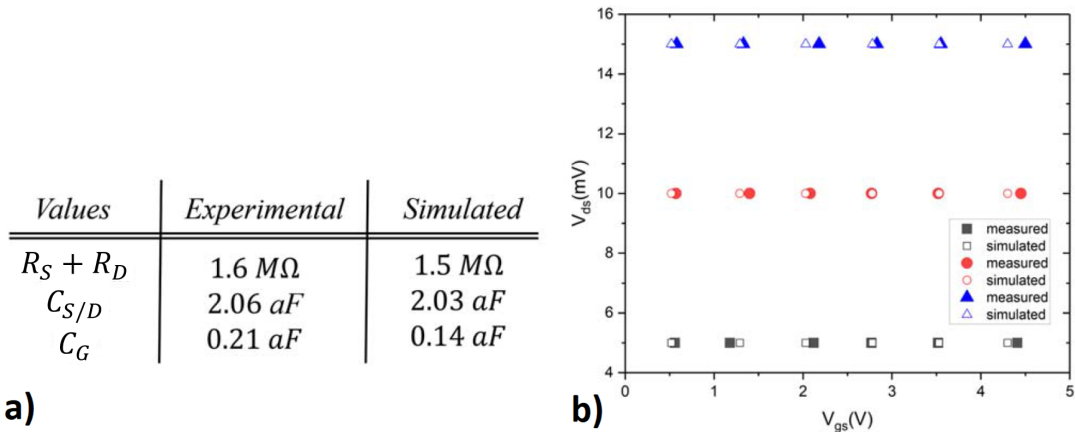 Values Experimental Simulated
R_S + R_D 1.6 MΩ 1.5 MΩ
C_{S/D} 2.06 aF 2.03 aF
C_G 0.21 aF 0.14 aF
a)
16
14
12
10
8
6
4
V_ds(mV)
measured
simulated
measured
simulated
measured
simulated
0 1 2 3 4 5
V_gs(V)
b)